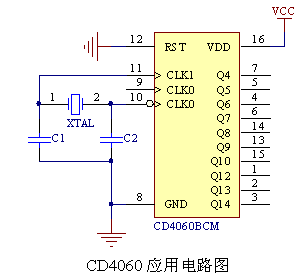 VCC
12 RST VDD 16
11 CLK1 Q4 7
1 2 9 CLK0 Q5 5
10 CLK0 Q6 4
XTAL Q7 6
Q8 14
C1 C2 Q9 13
Q10 15
Q12 1
Q13 2
8 GND Q14 3
CD4060BCM
CD4060 应用电路图